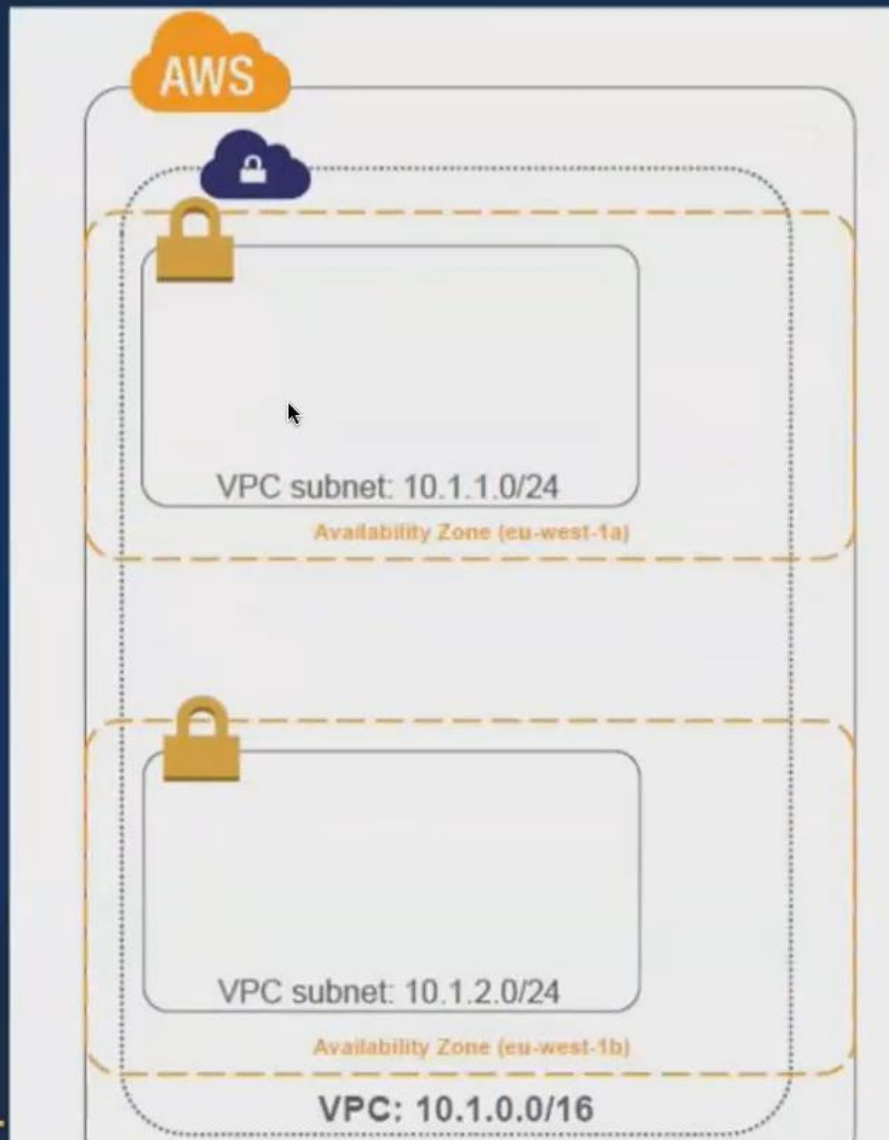 AWS
VPC subnet: 10.1.1.0/24
Availability Zone (eu-west-1a)
VPC subnet: 10.1.2.0/24
Availability Zone (eu-west-1b)
VPC: 10.1.0.0/16